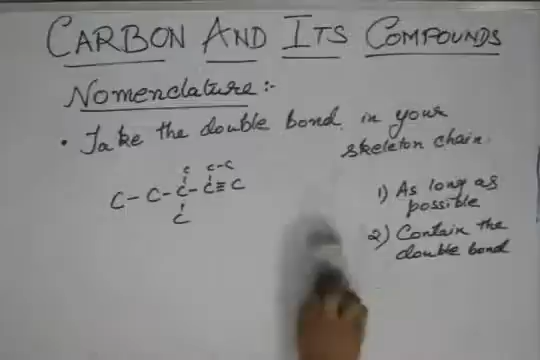 CARBON AND ITS COMPOUNDS
Nomenclature:-
• Take the double bond in your
skeleton chain.
C C-C
C-C-C-C≡C
C
1) As long as
possible
2) Contain the
double bond